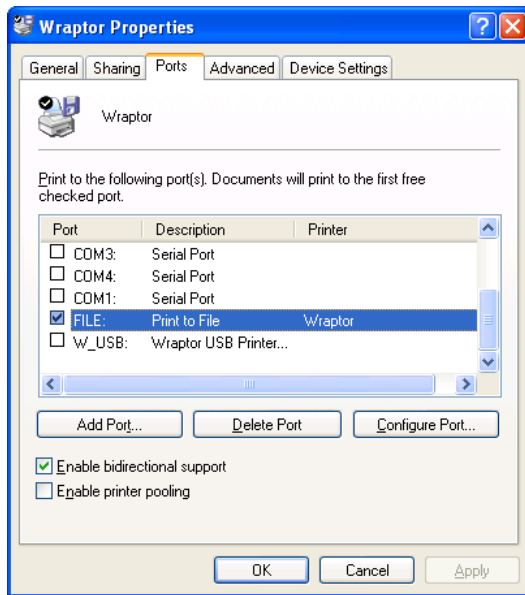 Wraptor Properties
General Sharing Ports Advanced Device Settings
Wraptor
Print to the following port(s). Documents will print to the first free
checked port.
Port Description Printer
COM3: Serial Port
COM4: Serial Port
COM1: Serial Port
FILE: Print to File Wraptor
W_USB: Wraptor USB Printer...
Add Port... Delete Port Configure Port...
Enable bidirectional support
Enable printer pooling
OK Cancel Apply